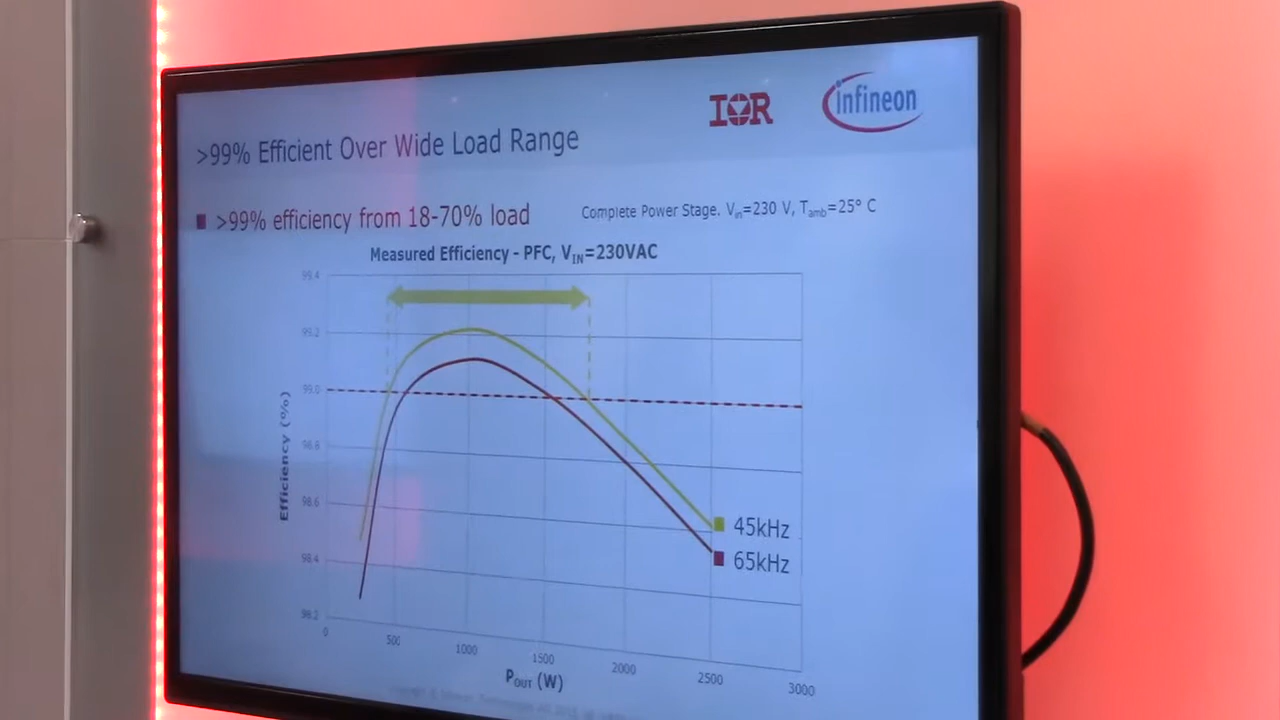 IOR
infineon
>99% Efficient Over Wide Load Range
>99% efficiency from 18-70% load
Complete Power Stage. Vin=230 V, Tamb=25° C
Measured Efficiency - PFC, VIN=230VAC
99.4
99.2
99.0
98.8
98.6
98.4
98.2
Efficiency (%)
0
500
1000
1500
2000
2500
3000
POUT (W)
45kHz
65kHz